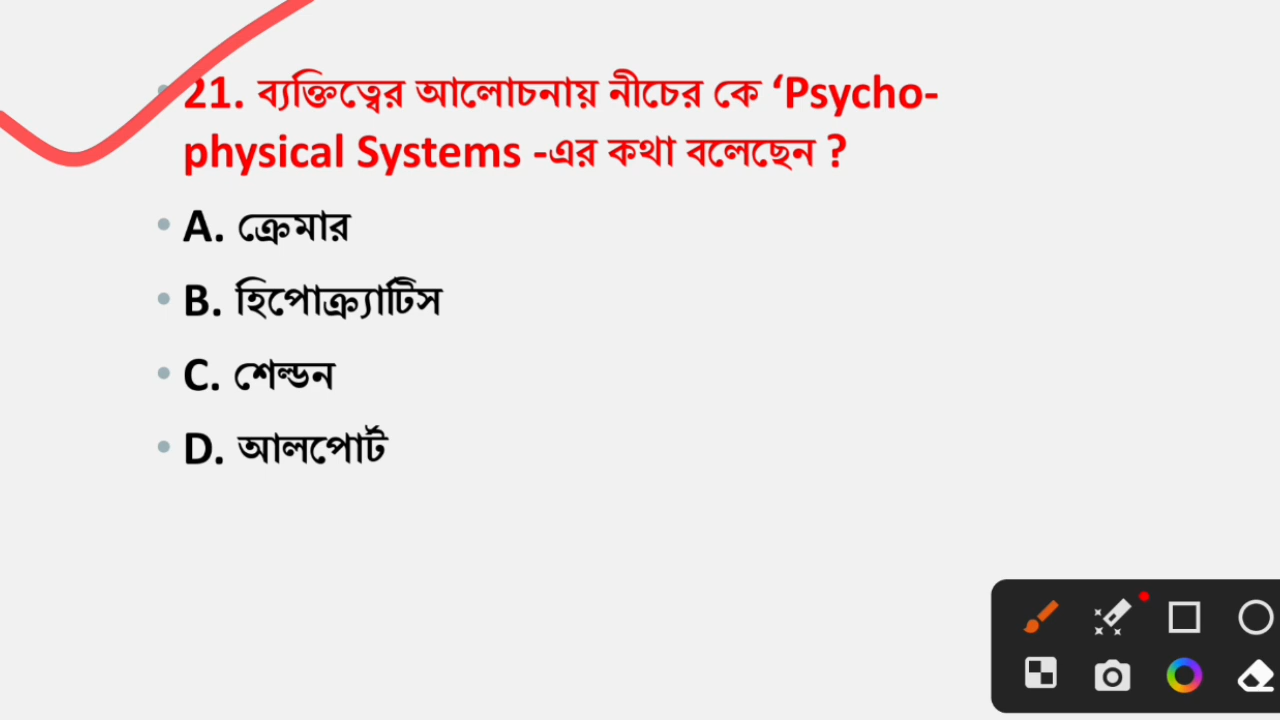 21. ব্যক্তিত্বের আলোচনায় নীচের কে ‘Psycho-
physical Systems -এর কথা বলেছেন ?
A. ক্রেমার
B. হিপোক্র্যাটিস
C. শেল্ডন
D. আলপোর্ট